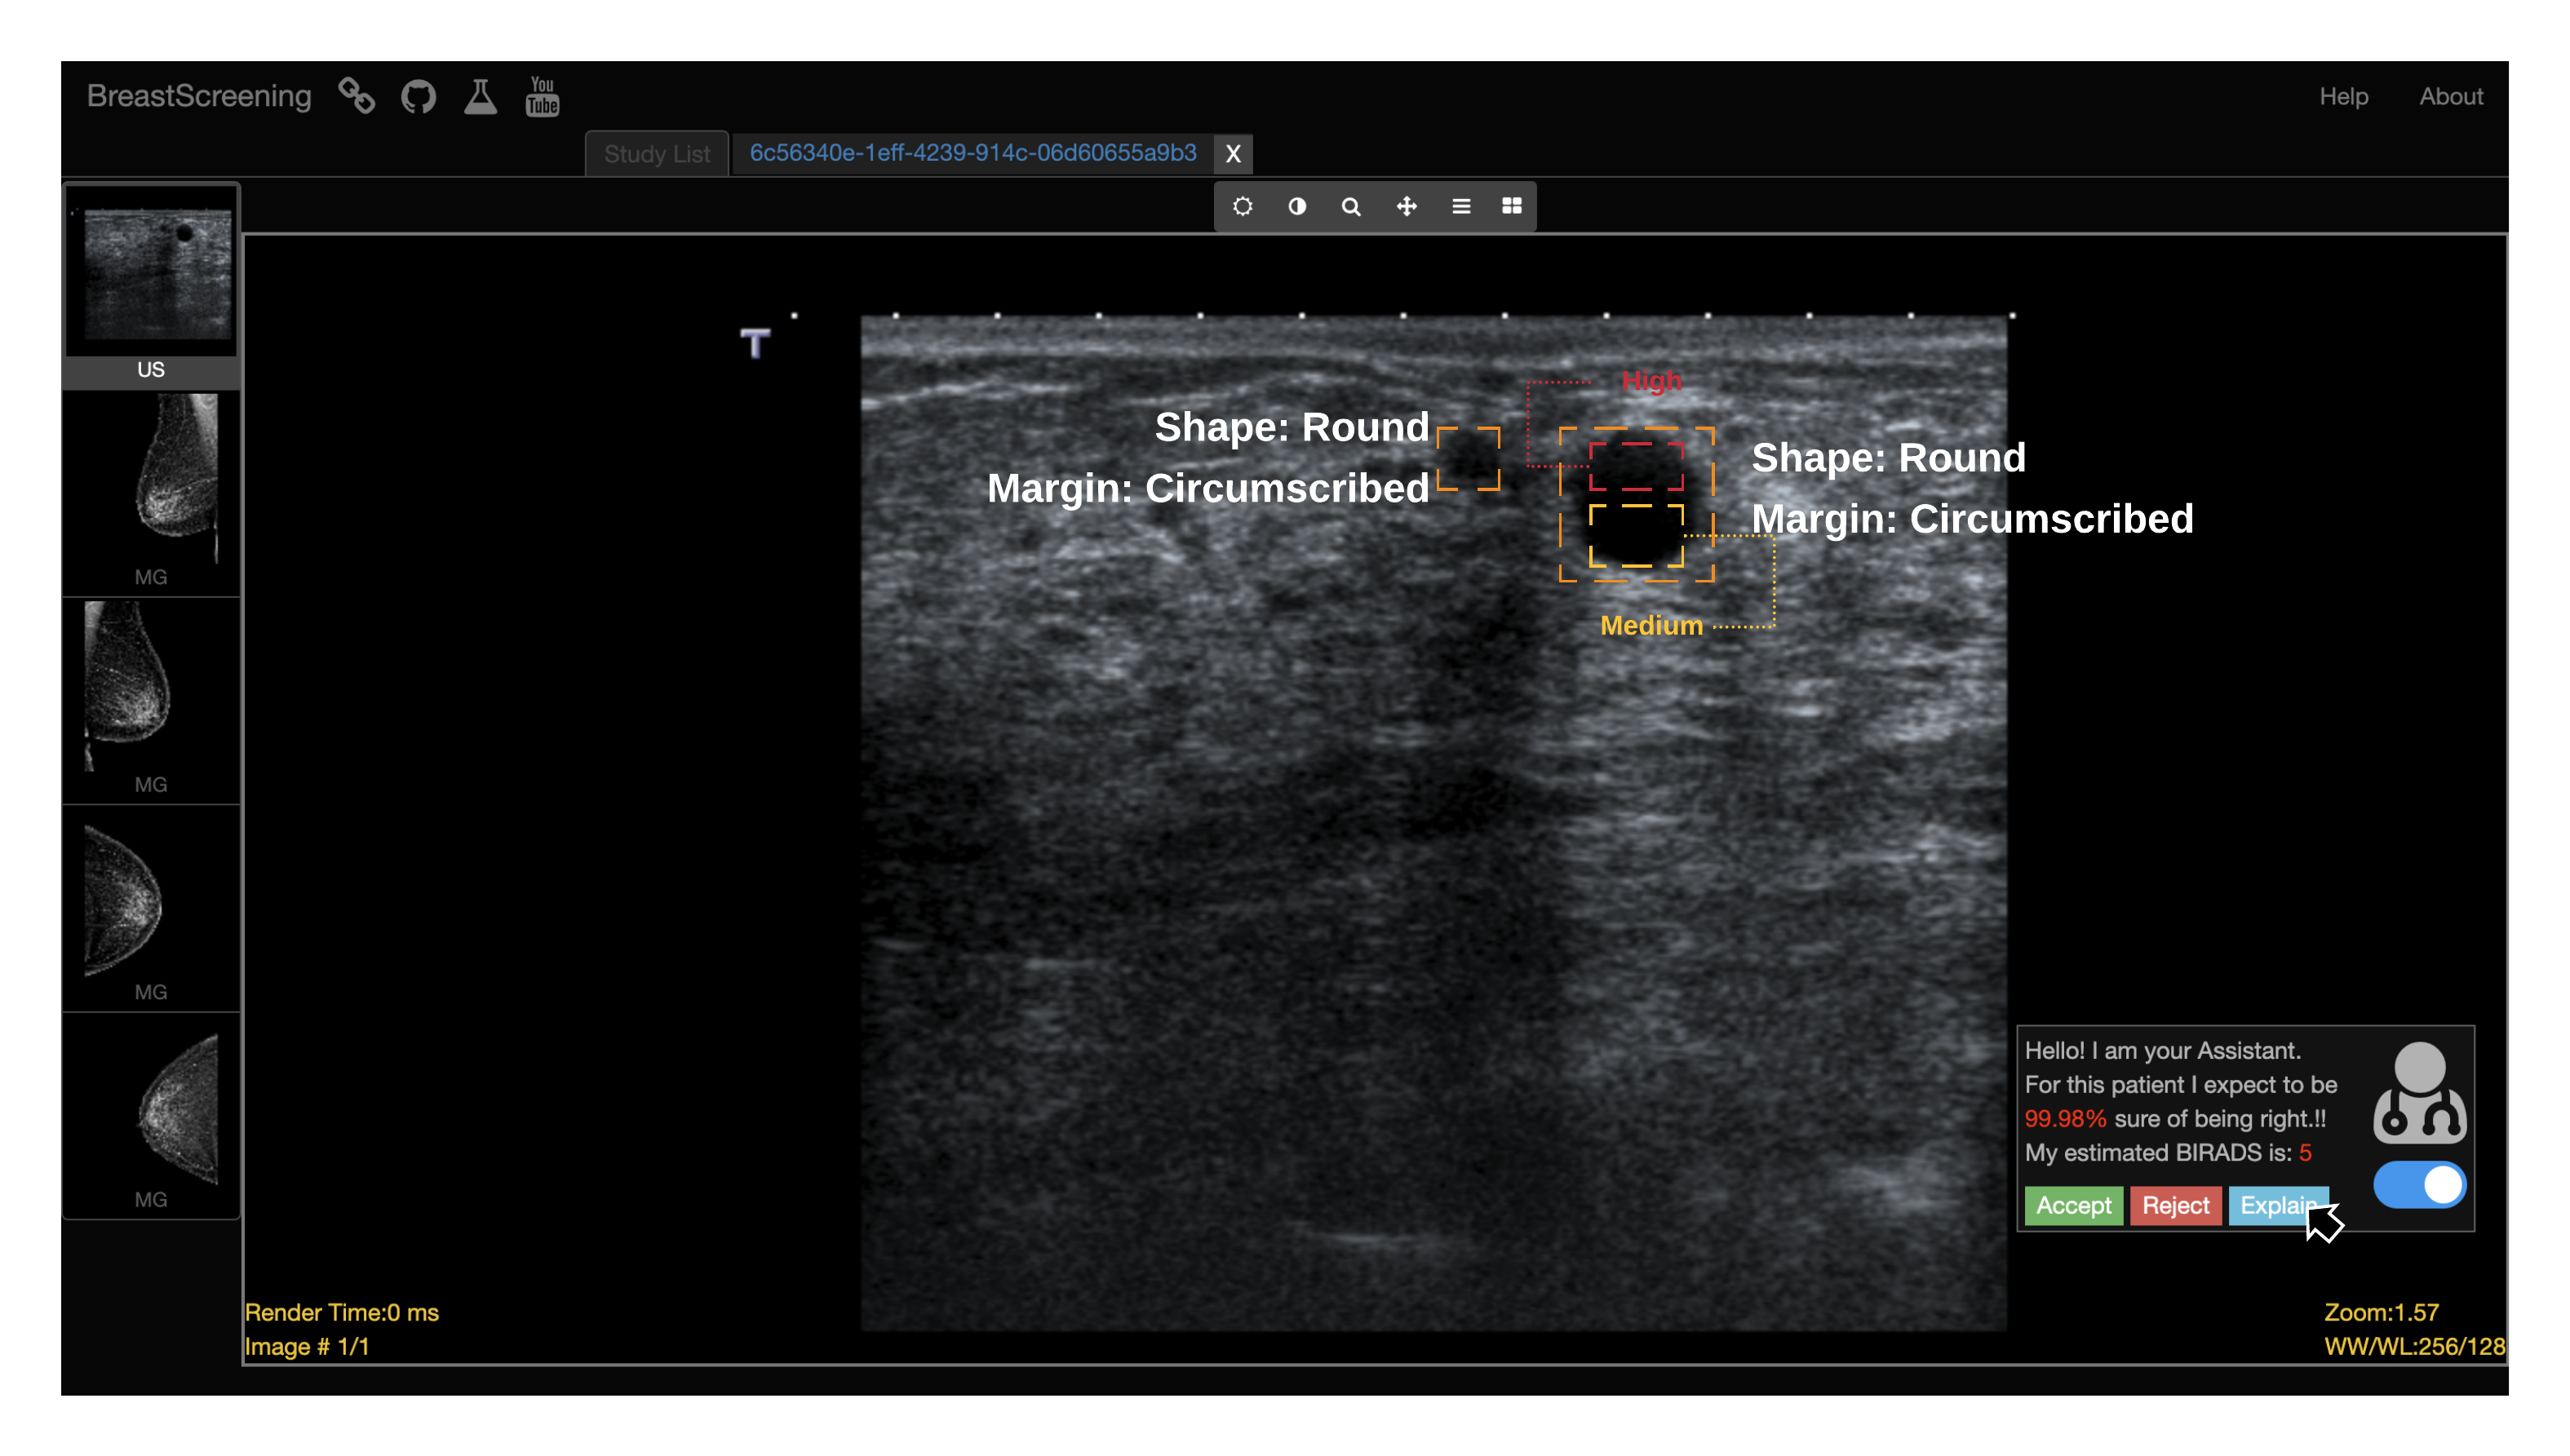 BreastScreening
You
Tube
Help
About
Study List
6c56340e-1eff-4239-914c-06d60655a9b3
X
US
MG
MG
MG
MG
T
High
Shape: Round
Margin: Circumscribed
Shape: Round
Margin: Circumscribed
Medium
Hello! I am your Assistant.
For this patient I expect to be
99.98% sure of being right.!!
My estimated BIRADS is: 5
Accept
Reject
Explain
Render Time:0 ms
Image # 1/1
Zoom:1.57
WW/WL:256/128